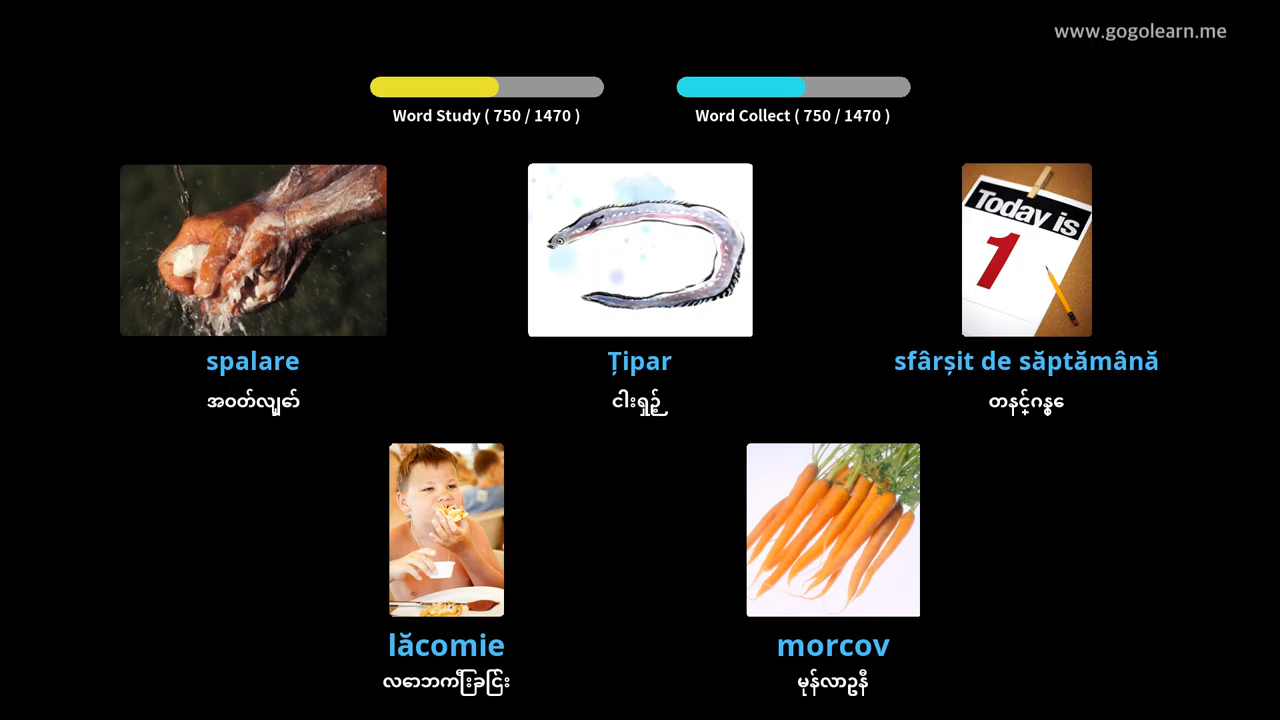 www.gogolearn.me
Word Study ( 750 / 1470 )
Word Collect ( 750 / 1470 )
Today is
1
spalare
အဝတ်လျှော်
Țipar
ငါးရှဉ့်
sfârșit de săptămână
တနင်္ဂနွေ
lăcomie
လောဘကြီးခြင်း
morcov
မုန်လာဥနီ